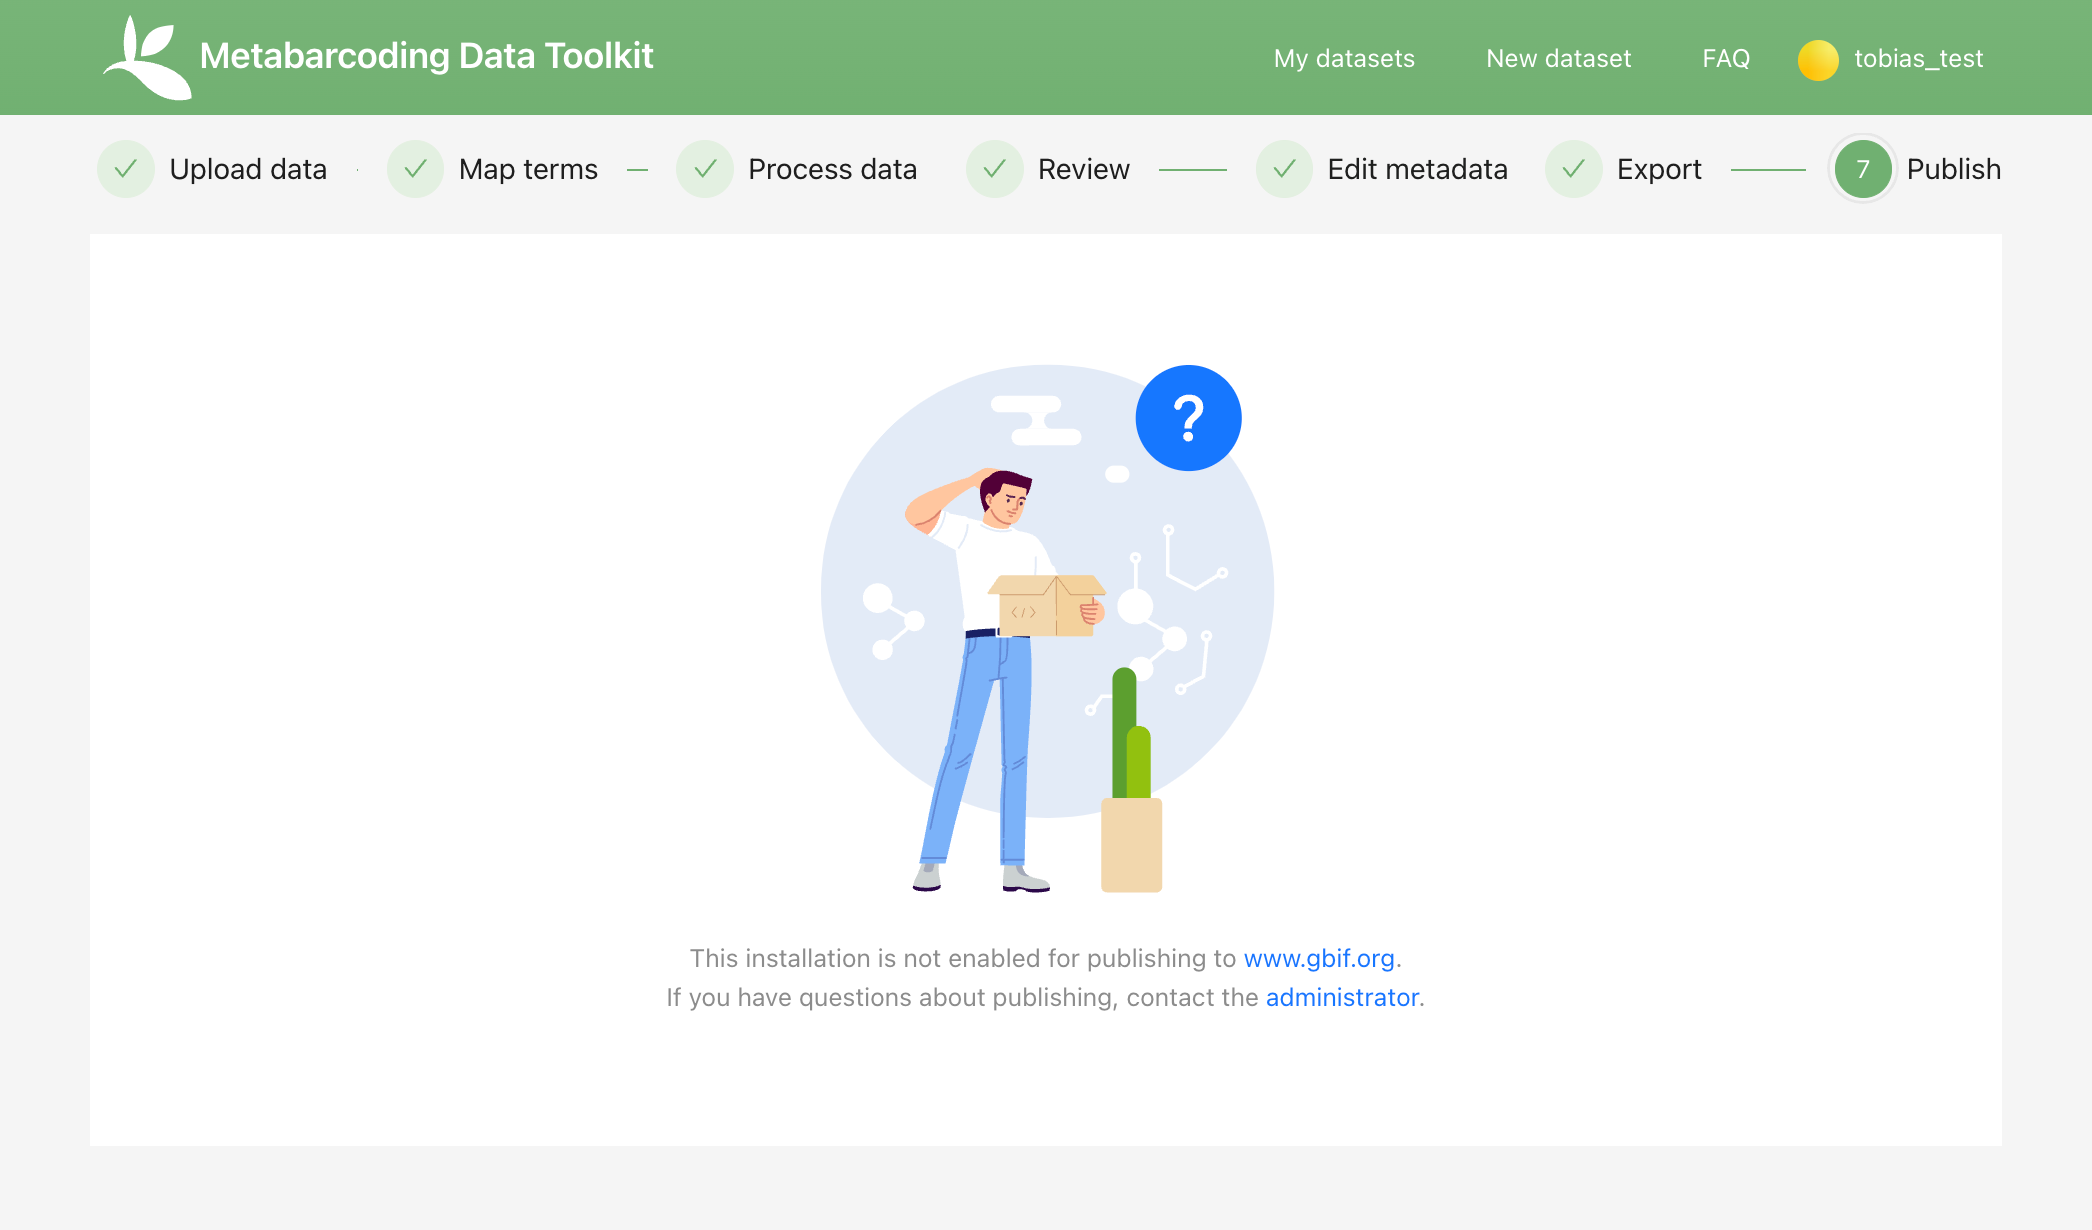 Metabarcoding Data Toolkit
My datasets
New dataset
FAQ
tobias_test
Upload data
Map terms
Process data
Review
Edit metadata
Export
7
Publish
?
</>
This installation is not enabled for publishing to www.gbif.org.
If you have questions about publishing, contact the administrator.